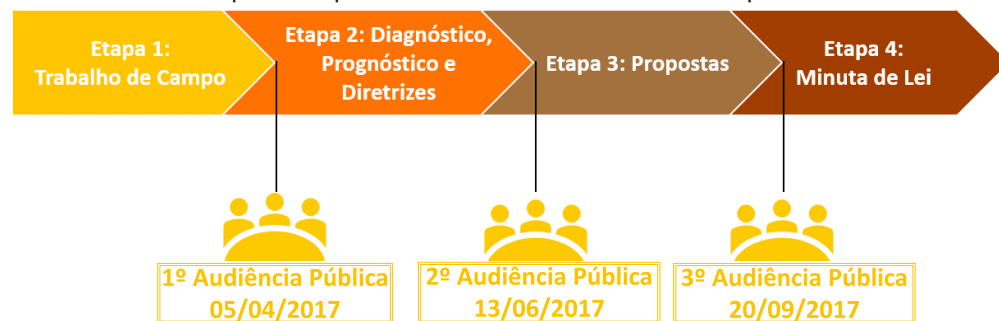 Etapa 1:
Trabalho de Campo
Etapa 2: Diagnóstico,
Prognóstico e
Diretrizes
Etapa 3: Propostas
Etapa 4:
Minuta de Lei
1º Audiência Pública
05/04/2017
2º Audiência Pública
13/06/2017
3º Audiência Pública
20/09/2017